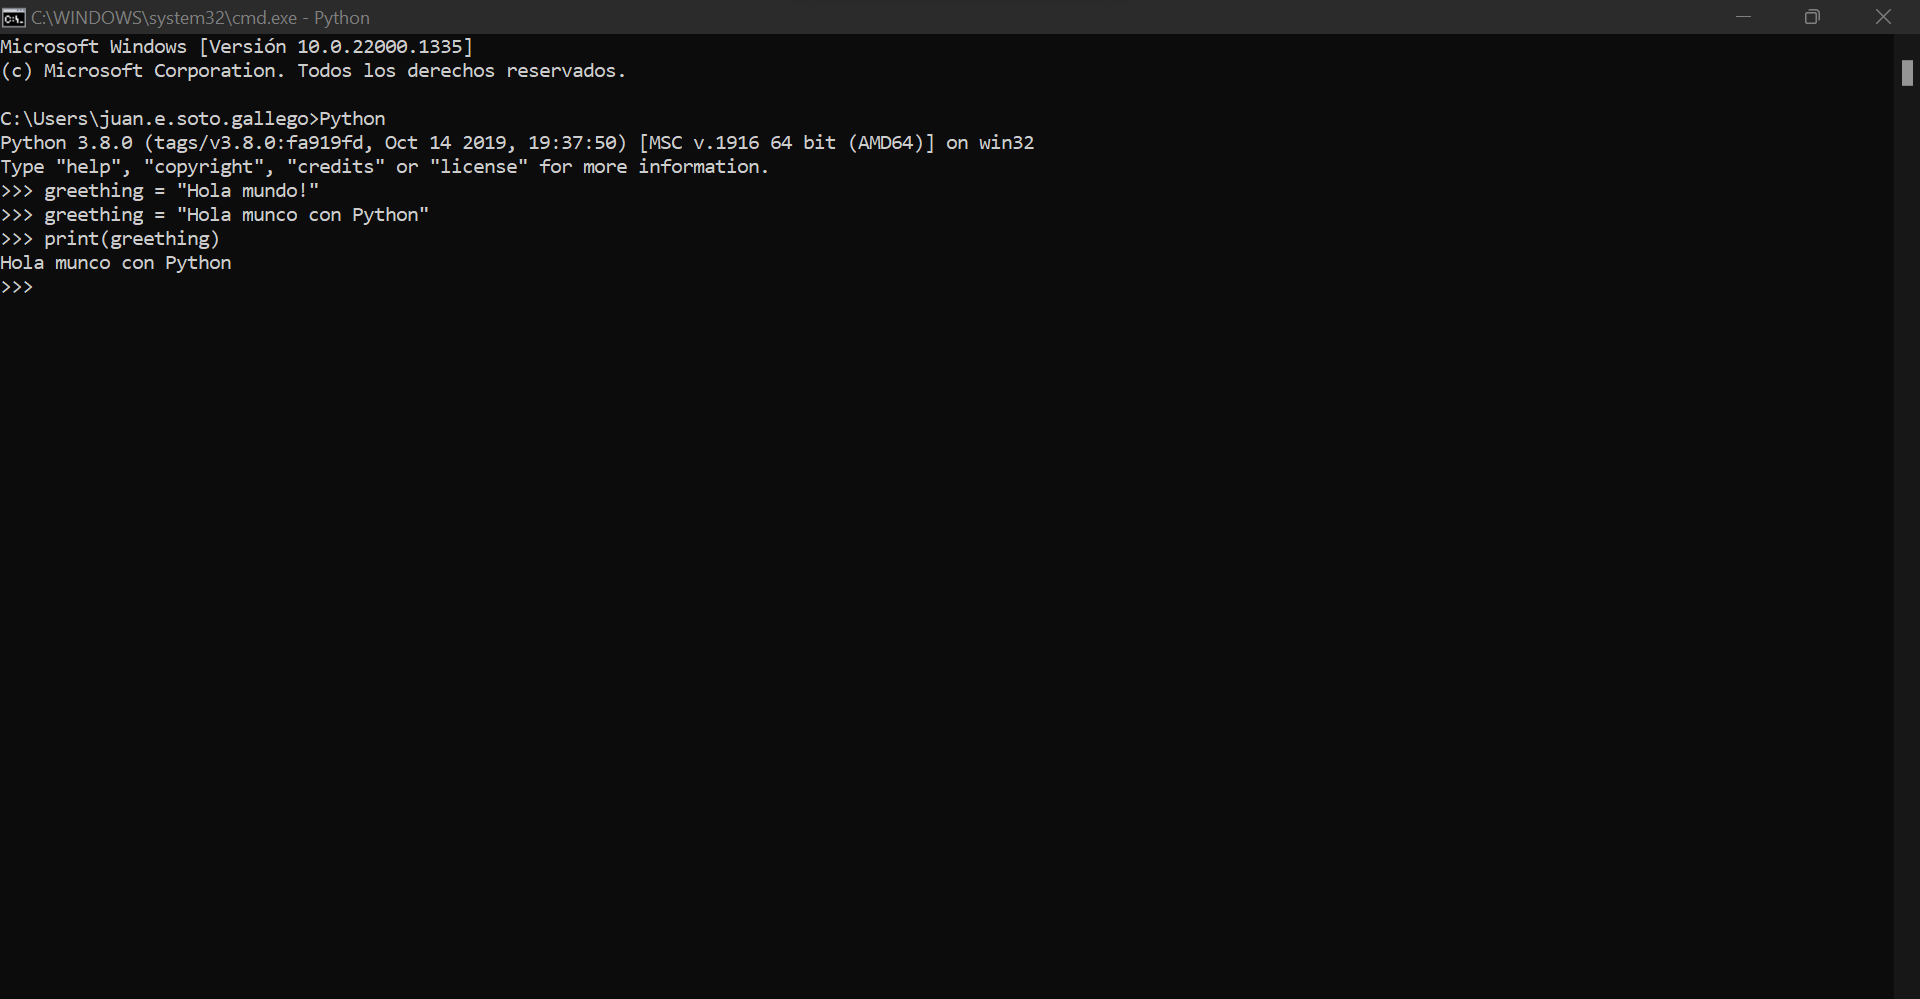 C:\WINDOWS\system32\cmd.exe - Python
Microsoft Windows [Versión 10.0.22000.1335]
(c) Microsoft Corporation. Todos los derechos reservados.
C:\Users\juan.e.soto.gallego>Python
Python 3.8.0 (tags/v3.8.0:fa919fd, Oct 14 2019, 19:37:50) [MSC v.1916 64 bit (AMD64)] on win32
Type "help", "copyright", "credits" or "license" for more information.
>>> greething = "Hola mundo!"
>>> greething = "Hola munco con Python"
>>> print(greething)
Hola munco con Python
>>>